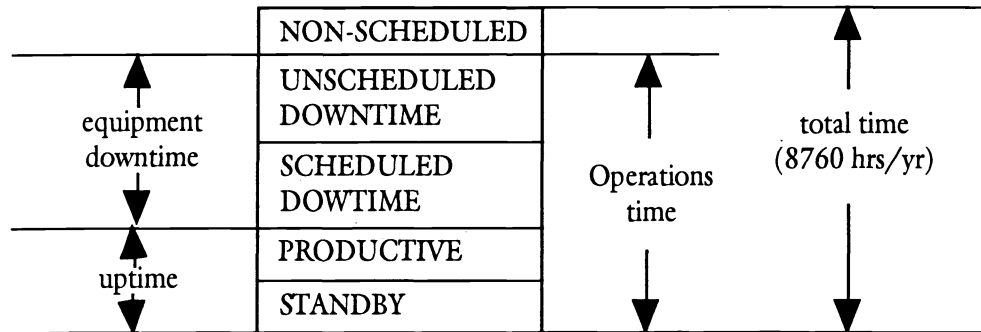 NON-SCHEDULED
UNSCHEDULED
DOWNTIME
equipment
downtime
total time
(8760 hrs/yr)
SCHEDULED
DOWTIME
Operations
time
PRODUCTIVE
uptime
STANDBY